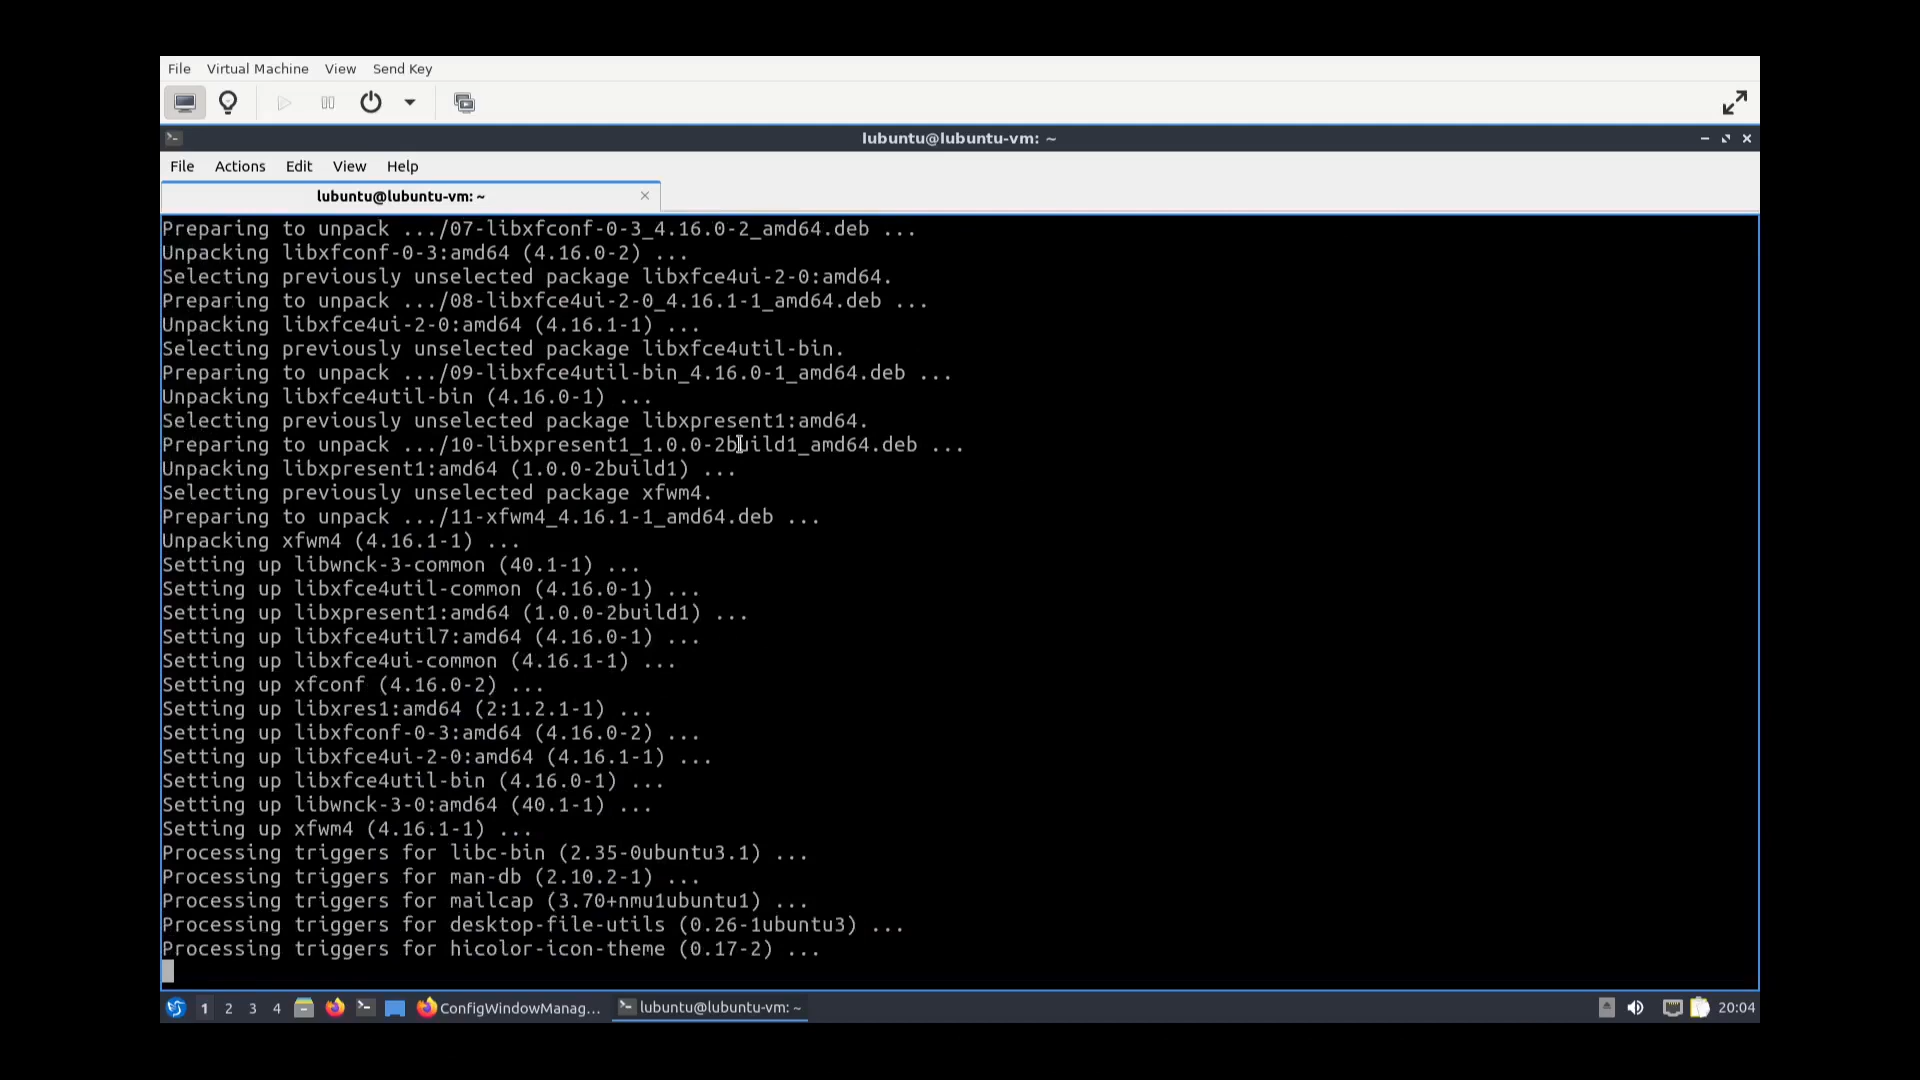 File Virtual Machine View Send Key
lubuntu@lubuntu-vm: ~
File Actions Edit View Help
lubuntu@lubuntu-vm: ~
Preparing to unpack .../07-libxfconf-0-3_4.16.0-2_amd64.deb ...
Unpacking libxfconf-0-3:amd64 (4.16.0-2) ...
Selecting previously unselected package libxfce4ui-2-0:amd64.
Preparing to unpack .../08-libxfce4ui-2-0_4.16.1-1_amd64.deb ...
Unpacking libxfce4ui-2-0:amd64 (4.16.1-1) ...
Selecting previously unselected package libxfce4util-bin.
Preparing to unpack .../09-libxfce4util-bin_4.16.0-1_amd64.deb ...
Unpacking libxfce4util-bin (4.16.0-1) ...
Selecting previously unselected package libxpresent1:amd64.
Preparing to unpack .../10-libxpresent1_1.0.0-2build1_amd64.deb ...
Unpacking libxpresent1:amd64 (1.0.0-2build1) ...
Selecting previously unselected package xfwm4.
Preparing to unpack .../11-xfwm4_4.16.1-1_amd64.deb ...
Unpacking xfwm4 (4.16.1-1) ...
Setting up libwnck-3-common (40.1-1) ...
Setting up libxfce4util-common (4.16.0-1) ...
Setting up libxpresent1:amd64 (1.0.0-2build1) ...
Setting up libxfce4util7:amd64 (4.16.0-1) ...
Setting up libxfce4ui-common (4.16.1-1) ...
Setting up xfconf (4.16.0-2) ...
Setting up libxres1:amd64 (2:1.2.1-1) ...
Setting up libxfconf-0-3:amd64 (4.16.0-2) ...
Setting up libxfce4ui-2-0:amd64 (4.16.1-1) ...
Setting up libxfce4util-bin (4.16.0-1) ...
Setting up libwnck-3-0:amd64 (40.1-1) ...
Setting up xfwm4 (4.16.1-1) ...
Processing triggers for libc-bin (2.35-0ubuntu3.1) ...
Processing triggers for man-db (2.10.2-1) ...
Processing triggers for mailcap (3.70+nmu1ubuntu1) ...
Processing triggers for desktop-file-utils (0.26-1ubuntu3) ...
Processing triggers for hicolor-icon-theme (0.17-2) ...
1 2 3 4 ConfigWindowManag... lubuntu@lubuntu-vm: ~ 20:04